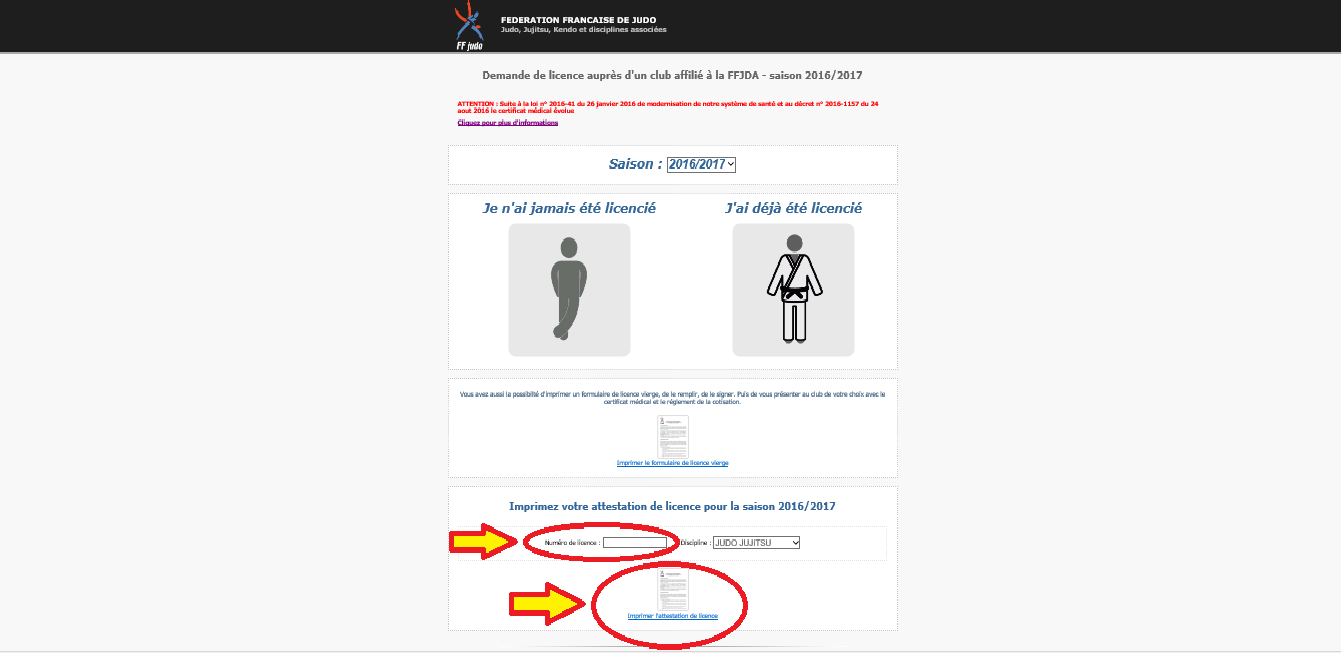 FEDERATION FRANCAISE DE JUDO
Judo, Jujitsu, Kendo et disciplines associées
FF judo
Demande de licence auprès d'un club affilié à la FFJDA - saison 2016/2017
ATTENTION : Suite à la loi n° 2016-41 du 26 janvier 2016 de modernisation de notre système de santé et au décret n° 2016-1157 du 24
aout 2016 le certificat médical évolue
Cliquez pour plus d'informations
Saison : 2016/2017
Je n'ai jamais été licencié
J'ai déjà été licencié
Vous avez aussi la possibilité d'imprimer un formulaire de licence vierge, de le remplir, de le signer. Puis de vous présenter au club de votre choix avec le
certificat médical et le réglement de la cotisation.
Imprimer le formulaire de licence vierge
Imprimez votre attestation de licence pour la saison 2016/2017
Numéro de licence : Discipline : JUDO JUJITSU
Imprimer l'attestation de licence